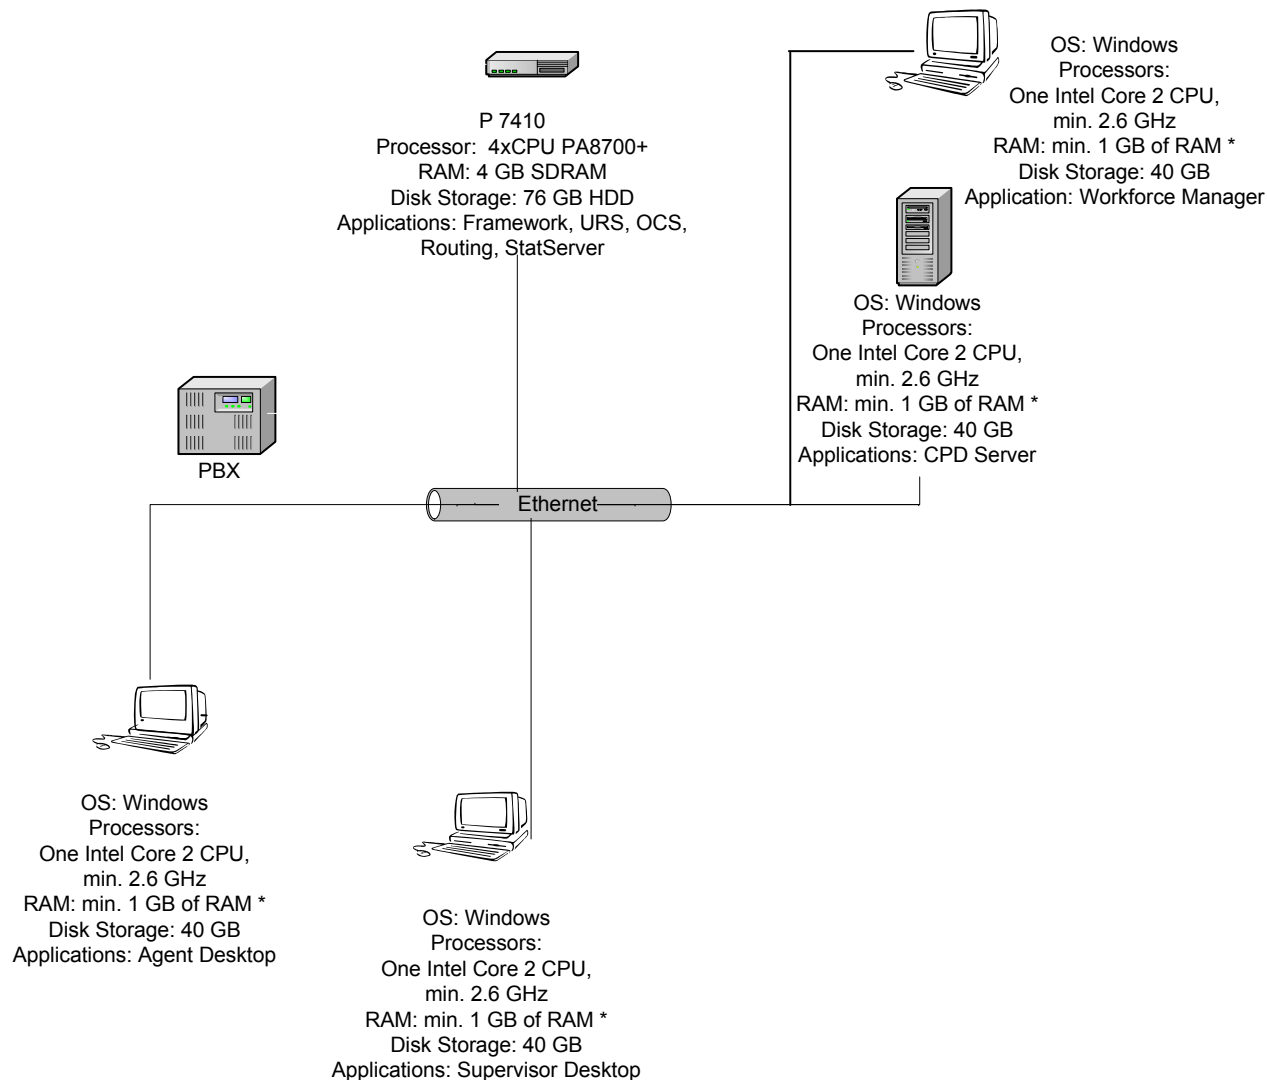 P 7410
Processor: 4xCPU PA8700+
RAM: 4 GB SDRAM
Disk Storage: 76 GB HDD
Applications: Framework, URS, OCS,
Routing, StatServer
OS: Windows
Processors:
One Intel Core 2 CPU,
min. 2.6 GHz
RAM: min. 1 GB of RAM *
Disk Storage: 40 GB
Application: Workforce Manager
OS: Windows
Processors:
One Intel Core 2 CPU,
min. 2.6 GHz
RAM: min. 1 GB of RAM *
Disk Storage: 40 GB
Applications: CPD Server
PBX
Ethernet
OS: Windows
Processors:
One Intel Core 2 CPU,
min. 2.6 GHz
RAM: min. 1 GB of RAM *
Disk Storage: 40 GB
Applications: Agent Desktop
OS: Windows
Processors:
One Intel Core 2 CPU,
min. 2.6 GHz
RAM: min. 1 GB of RAM *
Disk Storage: 40 GB
Applications: Supervisor Desktop